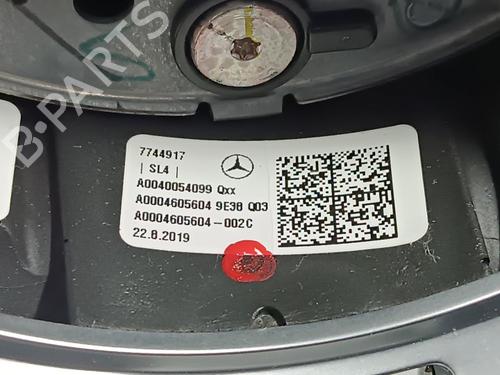 B-PARTS
7744917
| SL4 |
A0040054099 Qxx
A0004605604 9E38 Q03
A0004605604-002C
22.8.2019